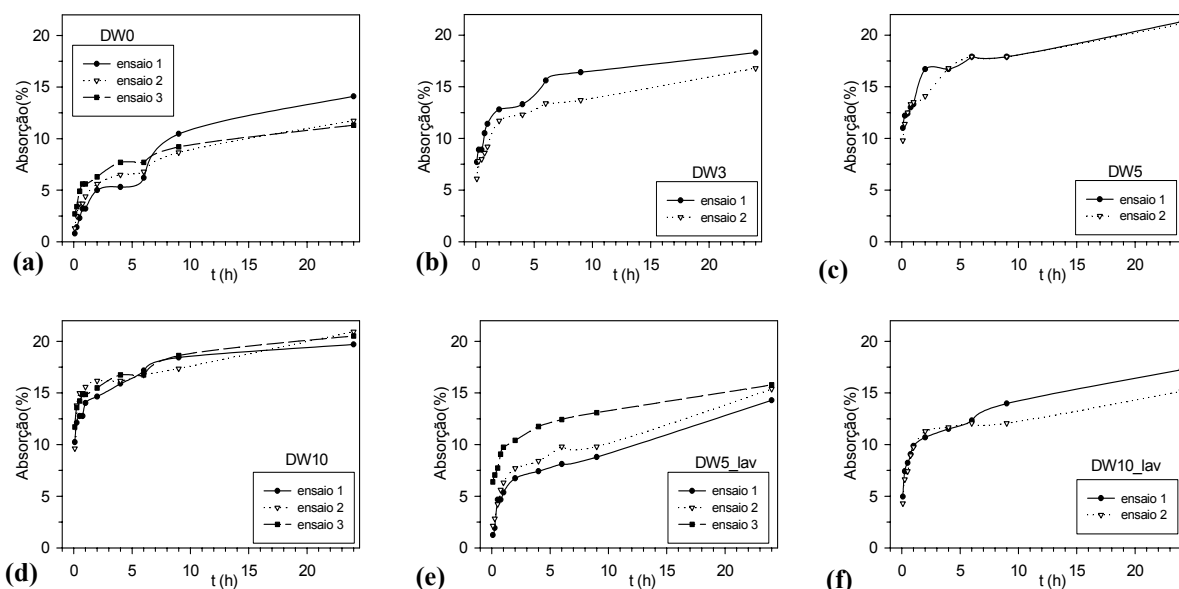 DW0
ensaio 1
ensaio 2
ensaio 3
Absorção(%)
20
15
10
5
0
0 5 10 15 20
t (h)
(a)
DW3
ensaio 1
ensaio 2
Absorção(%)
20
15
10
5
0
0 5 10 15 20
t (h)
(b)
DW5
ensaio 1
ensaio 2
Absorção(%)
20
15
10
5
0
0 5 10 15 20
t (h)
(c)
DW10
ensaio 1
ensaio 2
ensaio 3
Absorção(%)
20
15
10
5
0
0 5 10 15 20
t (h)
(d)
DW5_lav
ensaio 1
ensaio 2
ensaio 3
Absorção(%)
20
15
10
5
0
0 5 10 15 20
t (h)
(e)
DW10_lav
ensaio 1
ensaio 2
Absorção(%)
20
15
10
5
0
0 5 10 15 20
t (h)
(f)